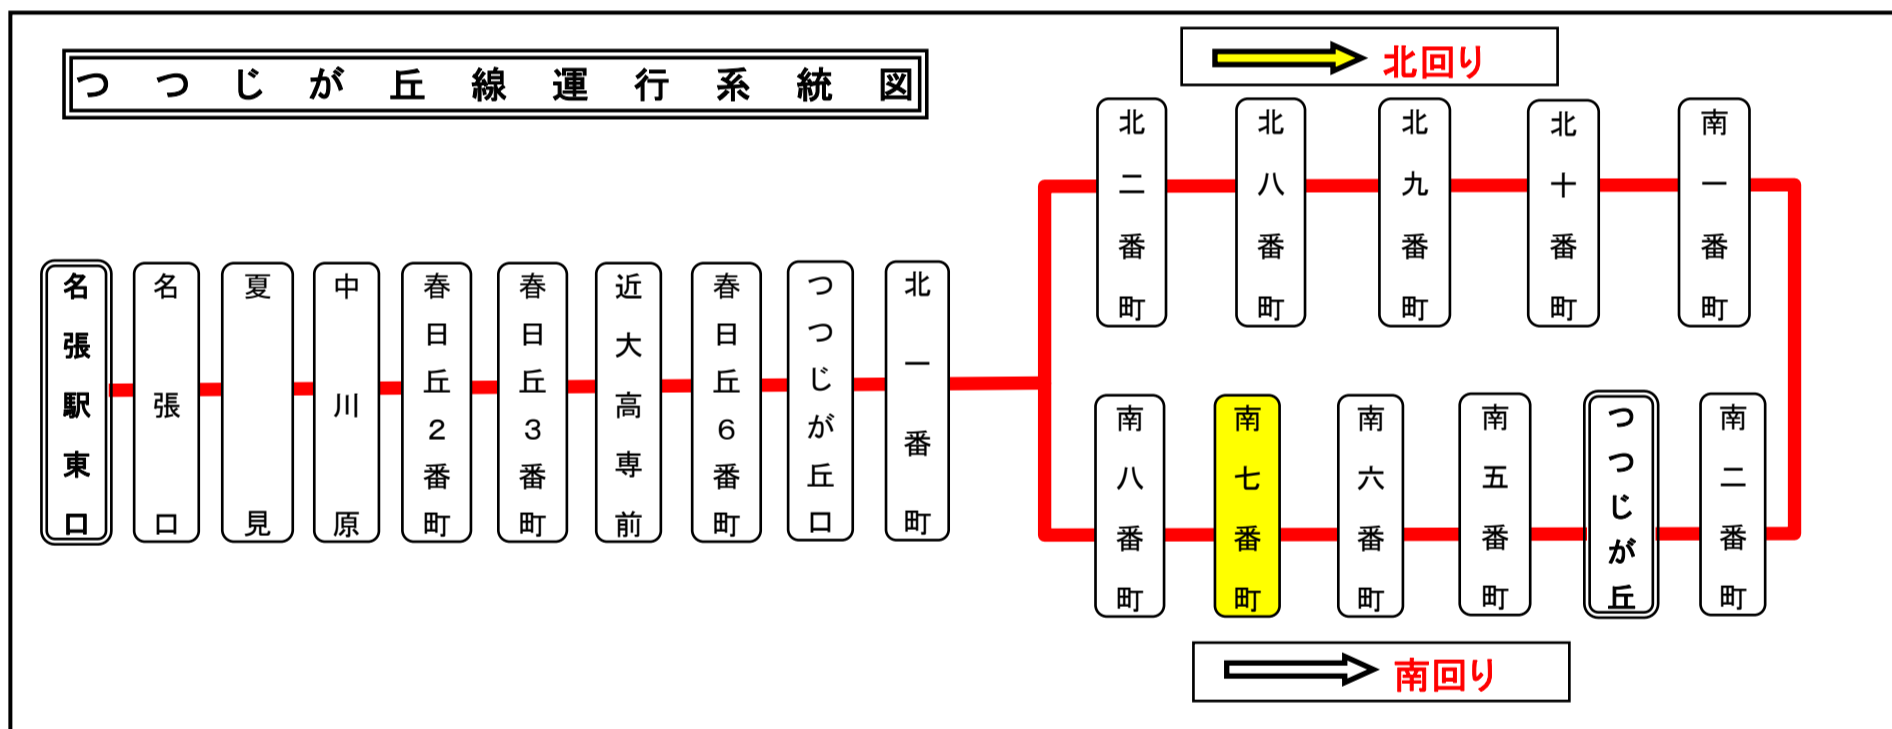 つつじが丘線運行系統図
北回り
北二番町
北八番町
北九番町
北十番町
南一番町
名張駅東口
名張口
夏見
中川原
春日丘2番町
春日丘3番町
近大高専前
春日丘6番町
つつじが丘口
北一番町
南八番町
南七番町
南六番町
南五番町
つつじが丘
南二番町
南回り